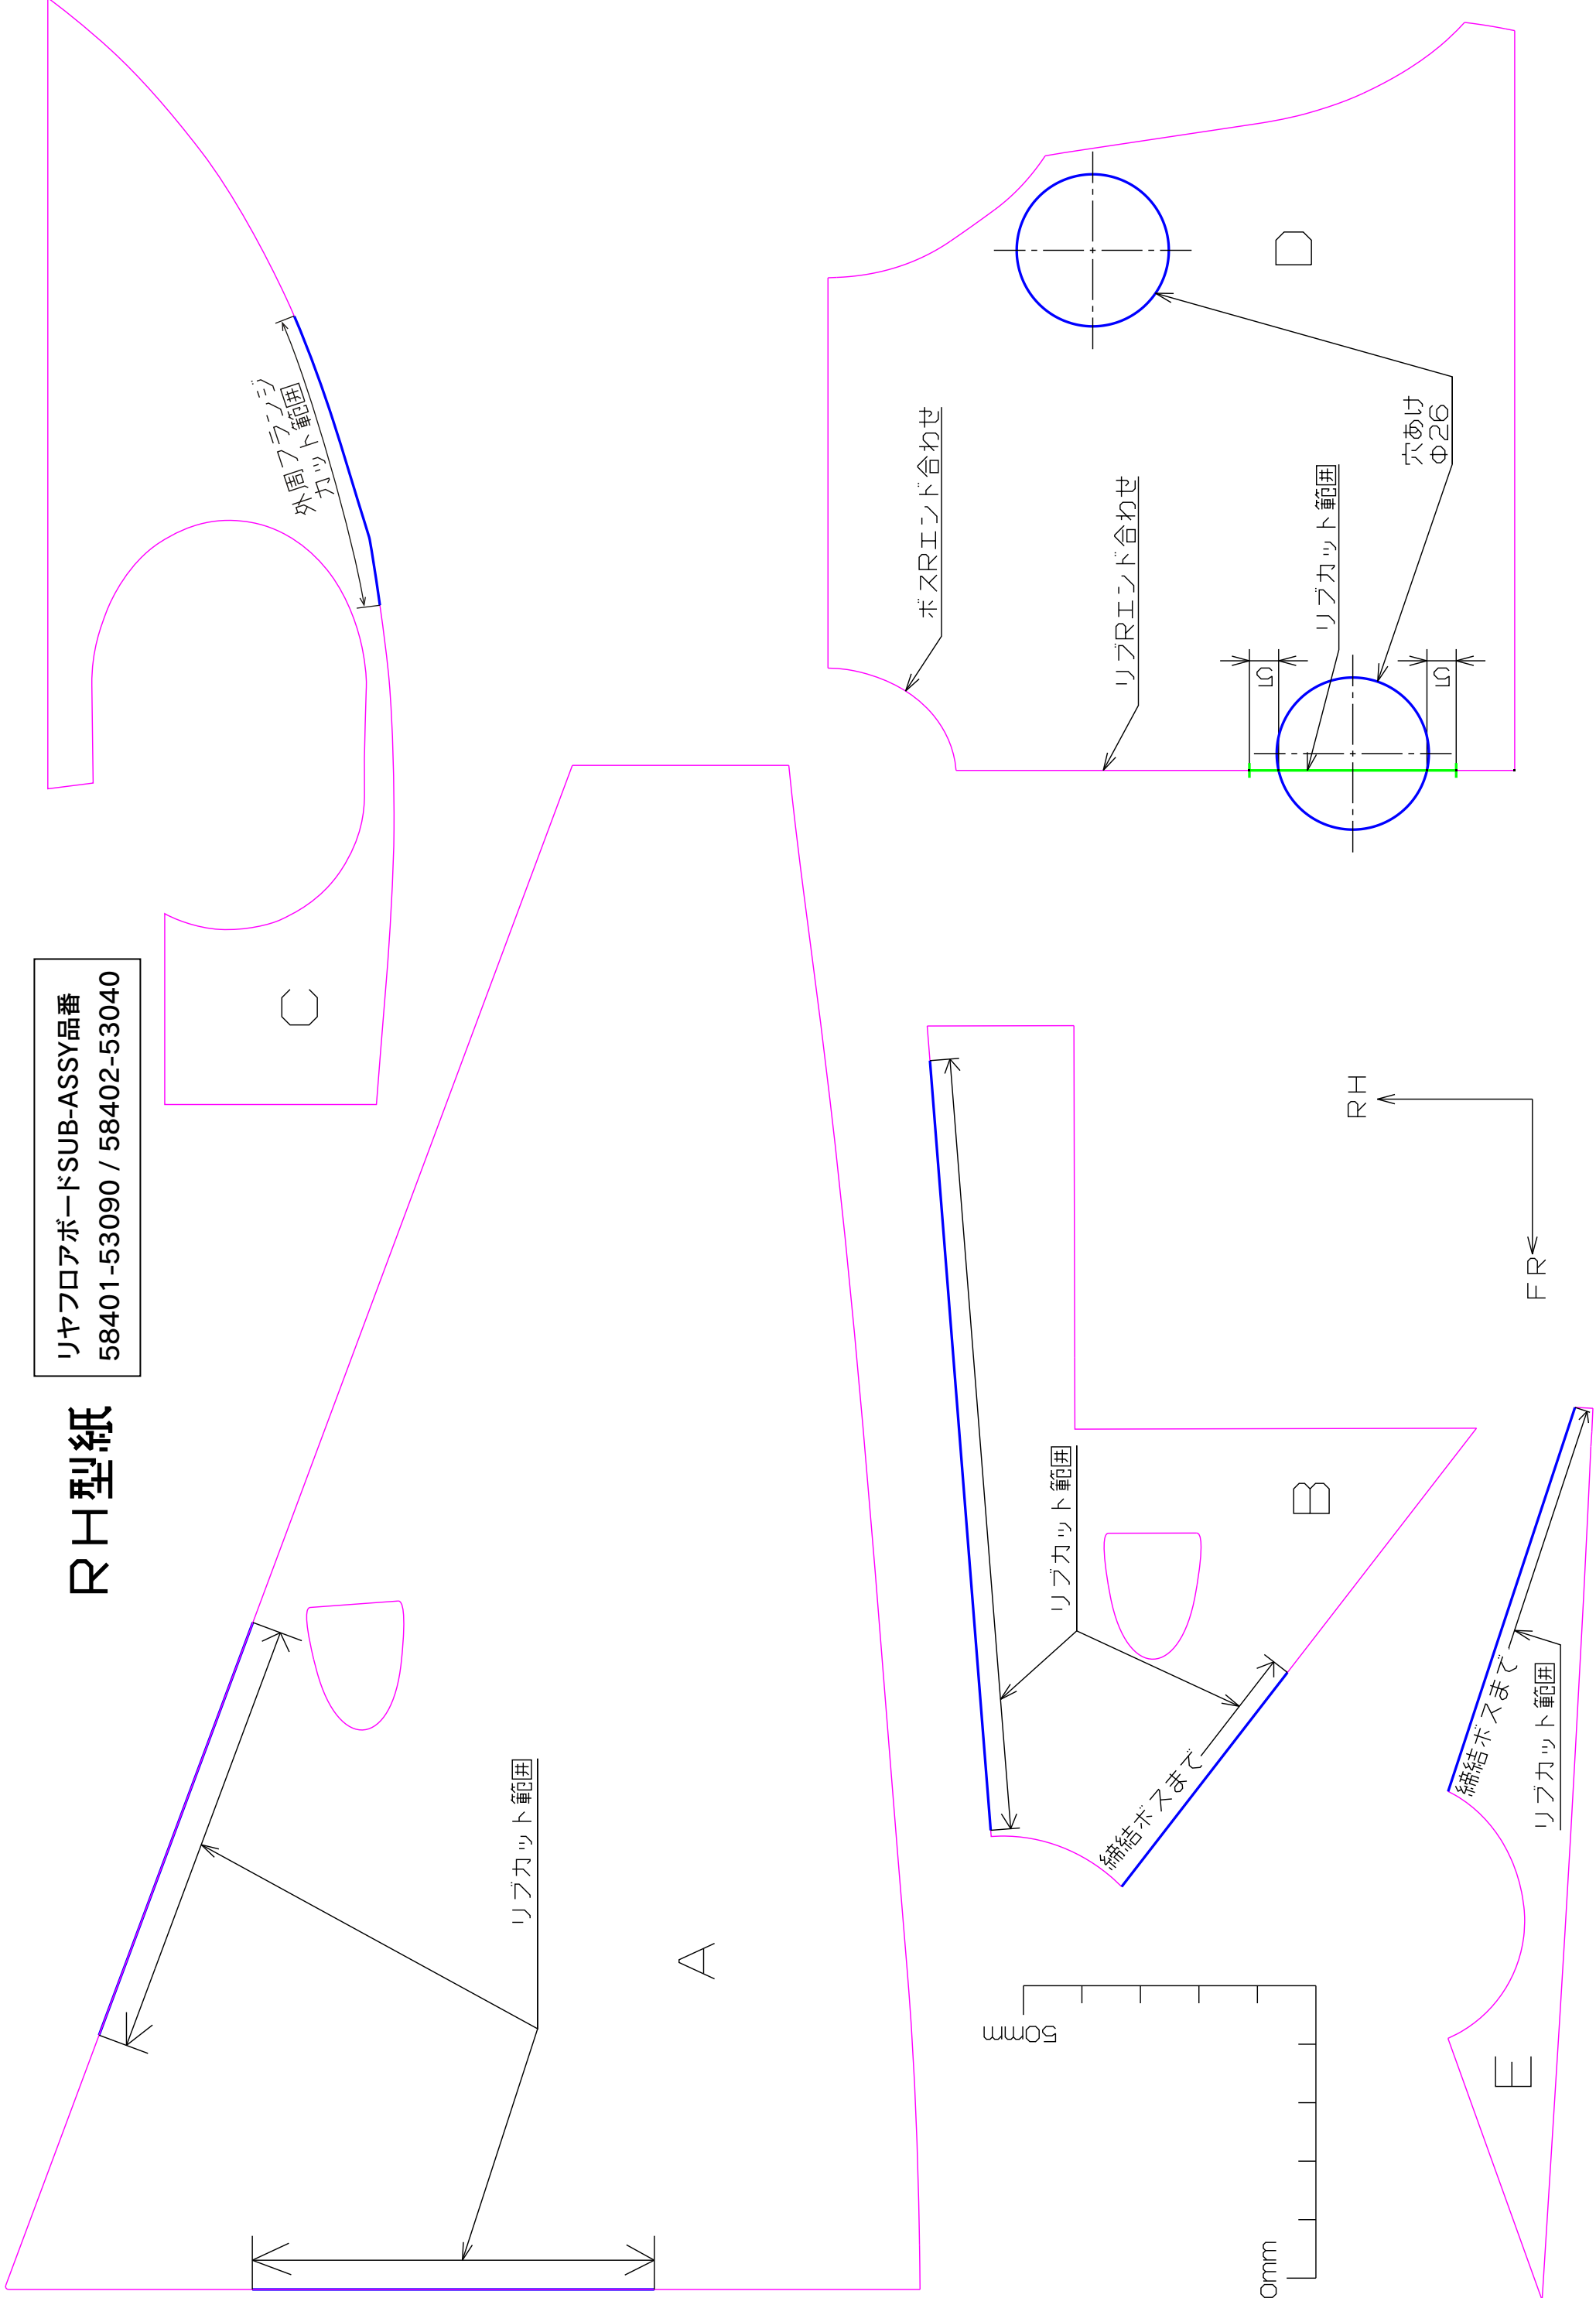 RH型紙
リヤフロアボードSUB-ASSY品番
58401-53090 / 58402-53040
外周フランジ
カット範囲
C
リブカット範囲
A
ボスRエンド合わせ
リブRエンド合わせ
リブカット範囲
穴あけ
Φ26
5
5
D
RH
FR
リブカット範囲
締結ボスまで
B
締結ボスまで
リブカット範囲
E
50mm
0mm